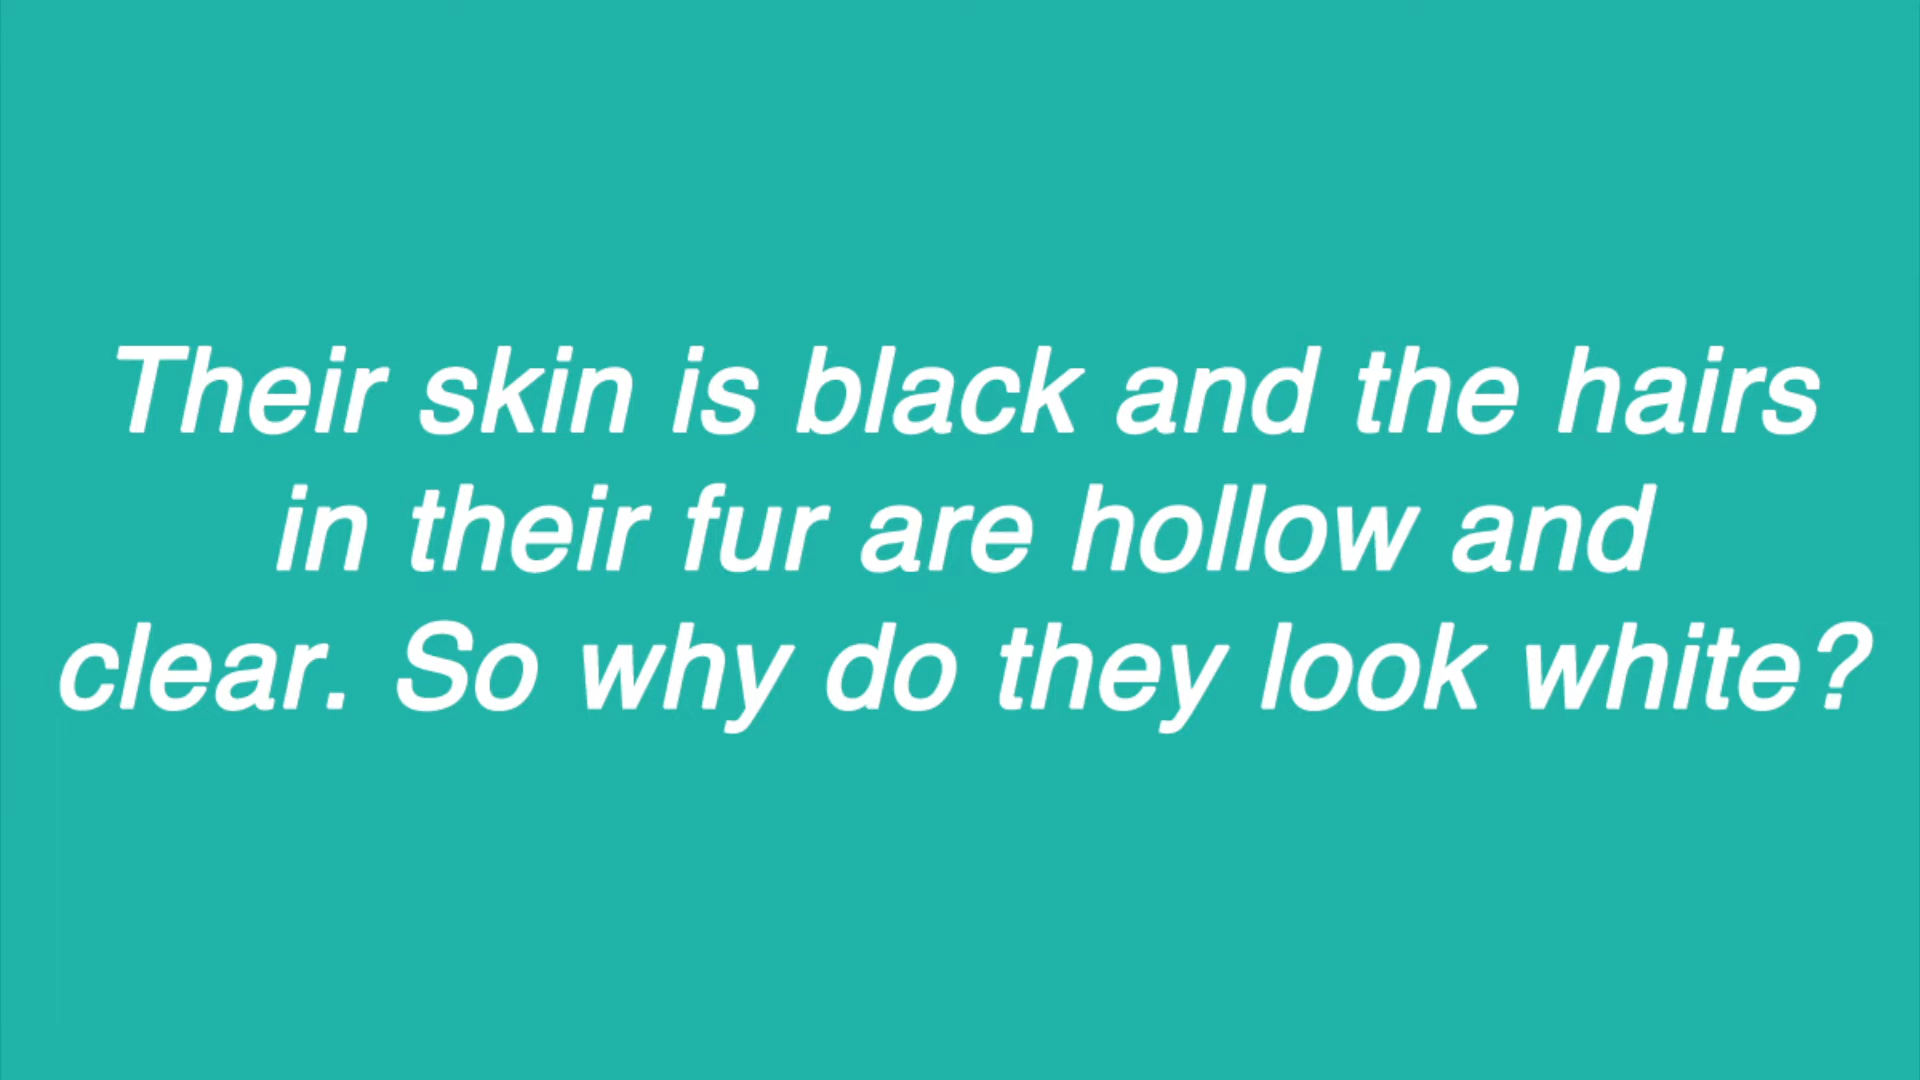 Their skin is black and the hairs
in their fur are hollow and
clear. So why do they look white?